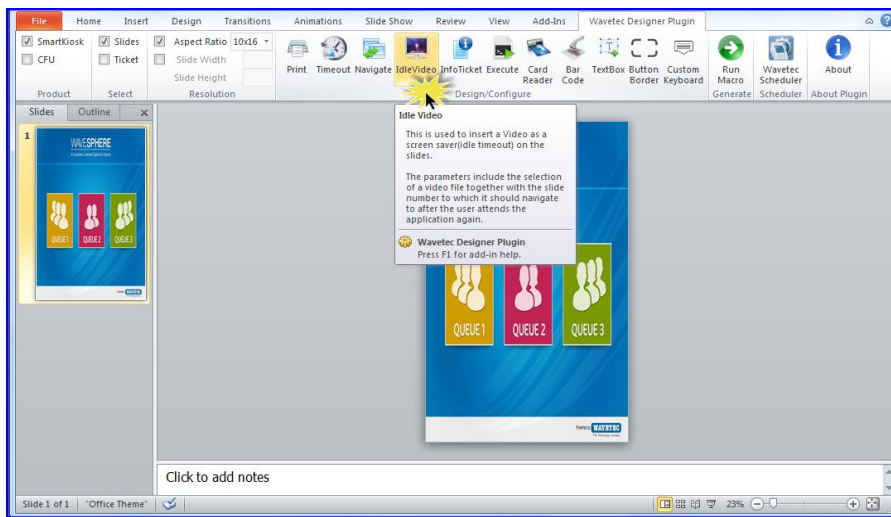 File Home Insert Design Transitions Animations Slide Show Review View Add-Ins Wavetec Designer Plugin
SmartKiosk Slides Aspect Ratio 10x16
CFU Ticket Slide Width
Slide Height
Print Timeout Navigate IdleVideo InfoTicket Execute Card Reader Bar Code TextBox Button Border Custom Keyboard Run Macro Wavetec Scheduler About
Product Select Resolution Design/Configure Generate Scheduler About Plugin
Slides Outline
1
WAVESPHERE
QUEUE 1 QUEUE 2 QUEUE 3
WAVETEC
Idle Video
This is used to insert a Video as a
screen saver(idle timeout) on the
slides.
The parameters include the selection
of a video file together with the slide
number to which it should navigate
to after the user attends the
application again.
Wavetec Designer Plugin
Press F1 for add-in help.
QUEUE 1 QUEUE 2 QUEUE 3
Powered by WAVETEC
Click to add notes
Slide 1 of 1 "Office Theme" 23%